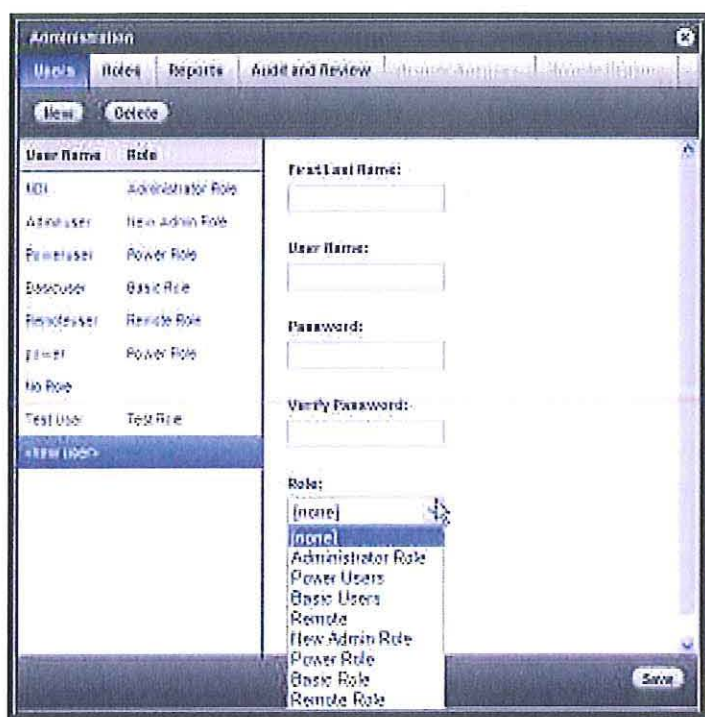 Administration
Users Roles Reports Audit and Review
New Delete
User Name Role
Administrator Role
Adminuser New Admin Role
Poweruser Power Role
Basicuser Basic Role
Remoteuser Remote Role
power Power Role
No Role
Test User Test Role
<new user>
First Last Name:
User Name:
Password:
Verify Password:
Role:
[none]
[none]
Administrator Role
Power Users
Basic Users
Remote
New Admin Role
Power Role
Basic Role
Remote Role
Save